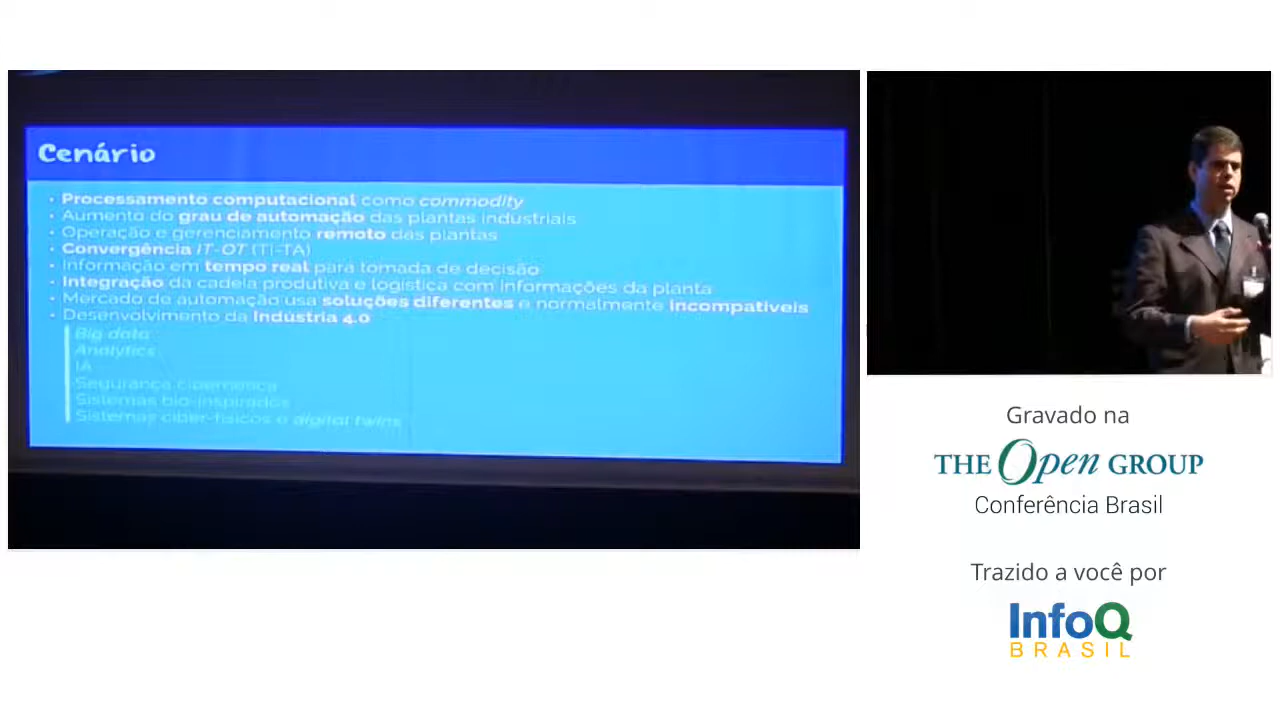 Cenário
• Processamento computacional como commodity
• Aumento do grau de automação das plantas industriais
• Operação e gerenciamento remoto das plantas
• Convergência IT-OT (TI-TA)
• Informação em tempo real para tomada de decisão
• Integração da cadeia produtiva e logística com informações da planta
• Mercado de automação usa soluções diferentes e normalmente incompatíveis
• Desenvolvimento da Indústria 4.0
Big data
Analytics
IA
Segurança cibernética
Sistemas bio-inspirados
Sistemas ciber-físicos e digital twins
Gravado na
THE Open GROUP
Conferência Brasil
Trazido a você por
InfoQ
BRASIL